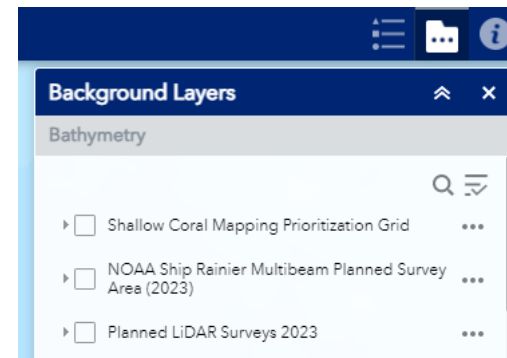 Background Layers
Bathymetry
Shallow Coral Mapping Prioritization Grid
NOAA Ship Rainier Multibeam Planned Survey
Area (2023)
Planned LiDAR Surveys 2023